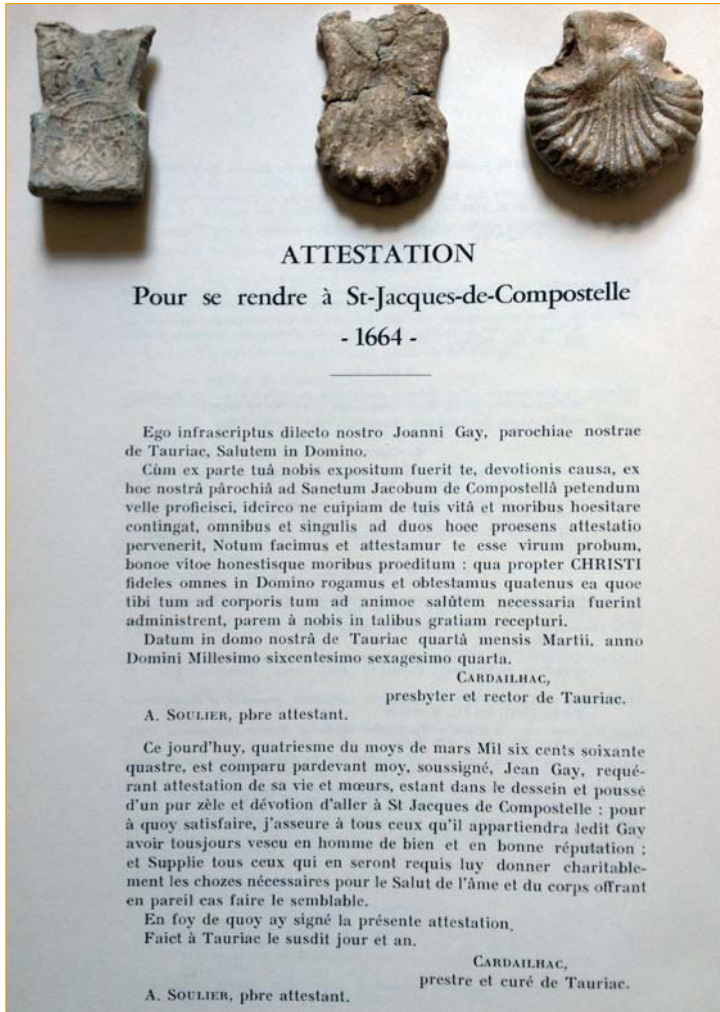 ATTESTATION
Pour se rendre à St-Jacques-de-Compostelle
- 1664 -
Ego infrascriptus dilecto nostro Joanni Gay, parochiae nostrae
de Tauriac, Salutem in Domino.
Cùm ex parte tuâ nobis expositum fuerit te, devotionis causa, ex
hoc nostrâ pârochiâ ad Sanctum Jacobum de Compostellâ petendum
velle proficisci, idcirco ne cuipiam de tuis vitâ et moribus hoesitare
contingat, omnibus et singulis ad duos hoec proesens attestatio
pervenerit, Notum facimus et attestamur te esse virum probum,
bonoe vitoe honestisque moribus proeditum : qua propter CHRISTI
fideles omnes in Domino rogamus et obtestamus quatenus ea quoe
tibi tum ad corporis tum ad animoe salûtem necessaria fuerint
administrent, parem à nobis in talibus gratiam recepturi.
Datum in domo nostrâ de Tauriac quartâ mensis Martii, anno
Domini Millesimo sixcentesimo sexagesimo quarta.
CARDAILHAC,
presbyter et rector de Tauriac.
A. SOULIER, pbre attestant.
Ce jourd'huy, quatriesme du moys de mars Mil six cents soixante
quastre, est comparu pardevant moy, soussigné, Jean Gay, requé-
rant attestation de sa vie et mœurs, estant dans le dessein et poussé
d'un pur zèle et dévotion d'aller à St Jacques de Compostelle : pour
à quoy satisfaire, j'asseure à tous ceux qu'il appartiendra ledit Gay
avoir tousjours vescu en homme de bien et en bonne réputation ;
et Supplie tous ceux qui en seront requis luy donner charitable-
ment les chozes nécessaires pour le Salut de l'âme et du corps offrant
en pareil cas faire le semblable.
En foy de quoy ay signé la présente attestation.
Faict à Tauriac le susdit jour et an.
CARDAILHAC,
prestre et curé de Tauriac.
A. SOULIER, pbre attestant.